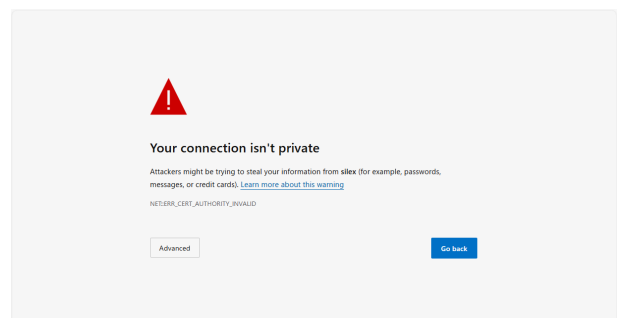 Your connection isn't private
Attackers might be trying to steal your information from silex (for example, passwords,
messages, or credit cards). Learn more about this warning
NET::ERR_CERT_AUTHORITY_INVALID
Advanced
Go back